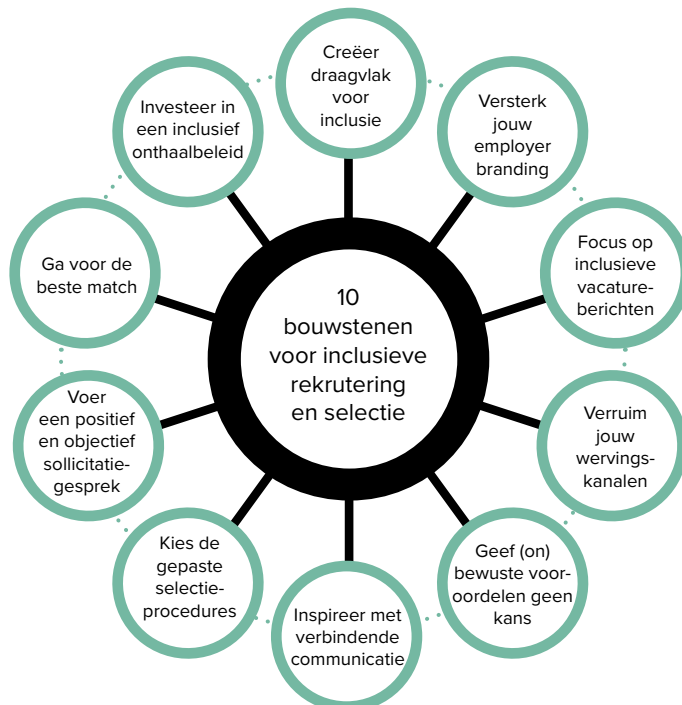 10
bouwstenen
voor inclusieve
rekrutering
en selectie
Creëer
draagvlak
voor
inclusie
Versterk
jouw
employer
branding
Focus op
inclusieve
vacature-
berichten
Verruim
jouw
wervings-
kanalen
Geef (on)
bewuste voor-
oordelen geen
kans
Inspireer met
verbindende
communicatie
Kies de
gepaste
selectie-
procedures
Voer
een positief
en objectief
sollicitatie-
gesprek
Ga voor de
beste match
Investeer in
een inclusief
onthaalbeleid